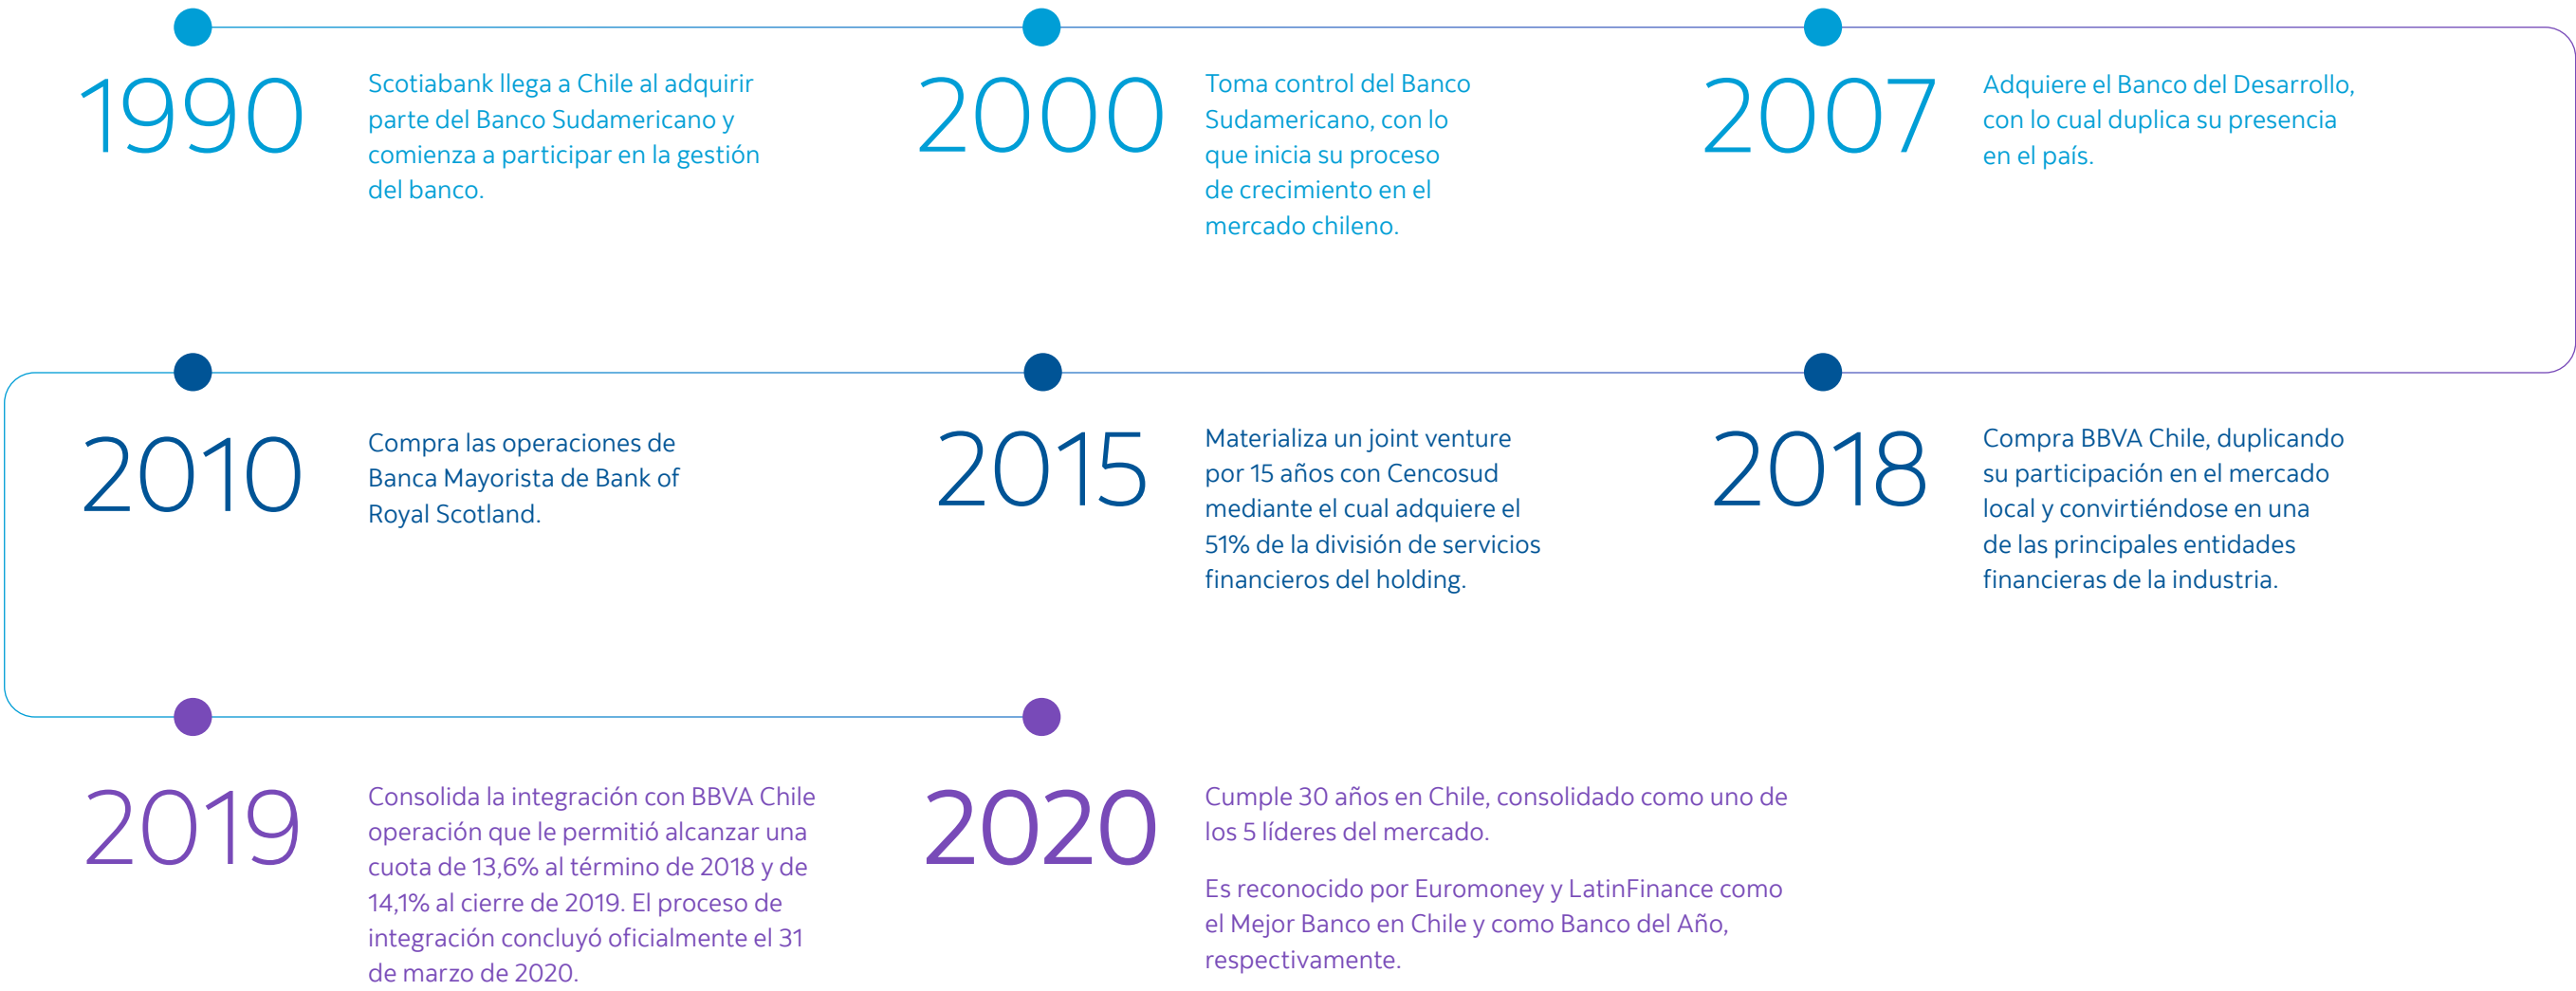 1990
Scotiabank llega a Chile al adquirir
parte del Banco Sudamericano y
comienza a participar en la gestión
del banco.
2000
Toma control del Banco
Sudamericano, con lo
que inicia su proceso
de crecimiento en el
mercado chileno.
2007
Adquiere el Banco del Desarrollo,
con lo cual duplica su presencia
en el país.
2010
Compra las operaciones de
Banca Mayorista de Bank of
Royal Scotland.
2015
Materializa un joint venture
por 15 años con Cencosud
mediante el cual adquiere el
51% de la división de servicios
financieros del holding.
2018
Compra BBVA Chile, duplicando
su participación en el mercado
local y convirtiéndose en una
de las principales entidades
financieras de la industria.
2019
Consolida la integración con BBVA Chile
operación que le permitió alcanzar una
cuota de 13,6% al término de 2018 y de
14,1% al cierre de 2019. El proceso de
integración concluyó oficialmente el 31
de marzo de 2020.
2020
Cumple 30 años en Chile, consolidado como uno de
los 5 líderes del mercado.
Es reconocido por Euromoney y LatinFinance como
el Mejor Banco en Chile y como Banco del Año,
respectivamente.